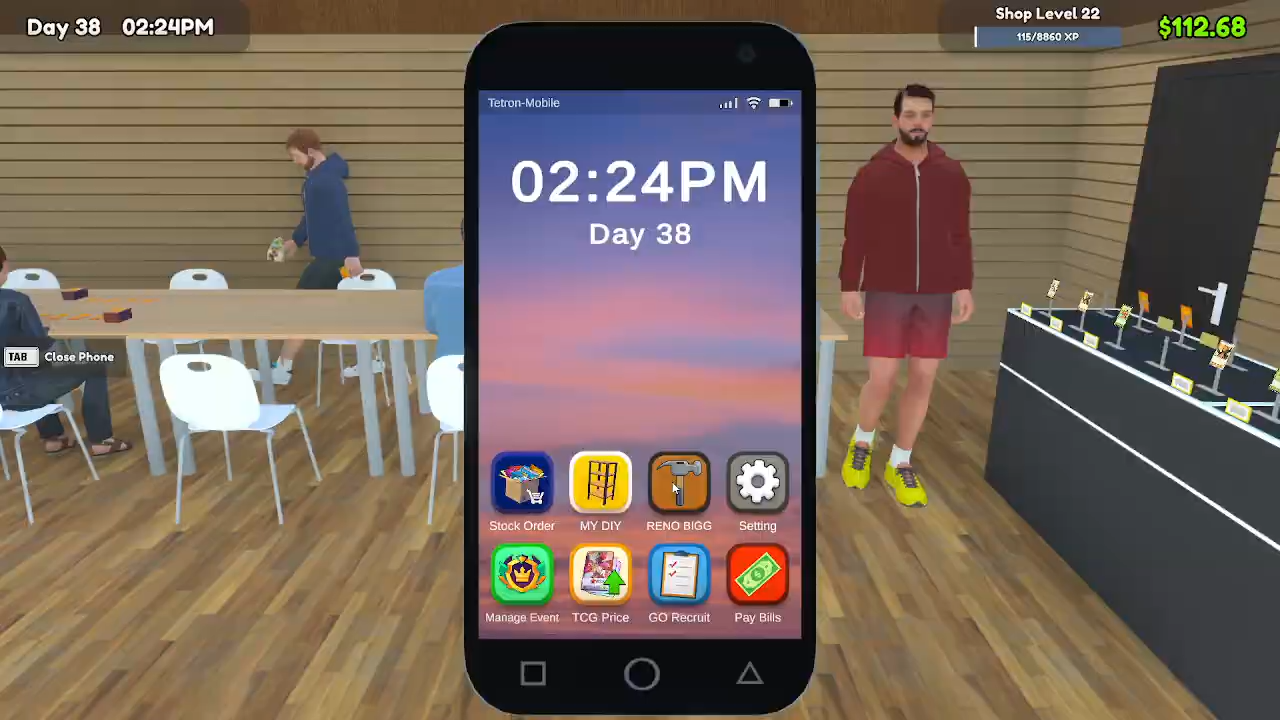 Day 38 02:24PM
Shop Level 22
115/8860 XP
$112.68
Tetron-Mobile
02:24PM
Day 38
TAB Close Phone
Stock Order MY DIY RENO BIGG Setting
Manage Event TCG Price GO Recruit Pay Bills